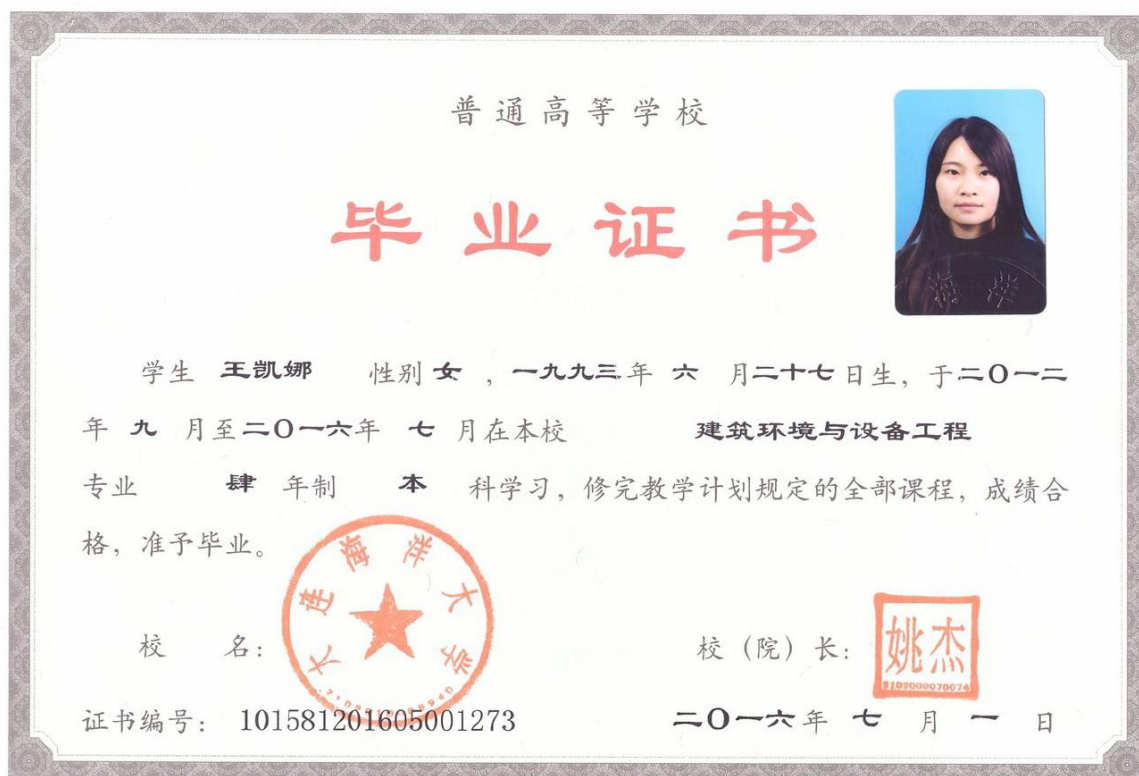 普通高等学校
毕业证书
学生 王凯娜 性别 女 ，一九九三年 六 月二十七日生，于二〇一二
年 九 月至二〇一六年 七 月在本校 建筑环境与设备工程
专业 肆 年制 本 科学习，修完教学计划规定的全部课程，成绩合
格，准予毕业。
大连海洋大学
校 名：
校（院）长：
姚杰
证书编号： 101581201605001273
二〇一六年 七 月 一 日
海洋